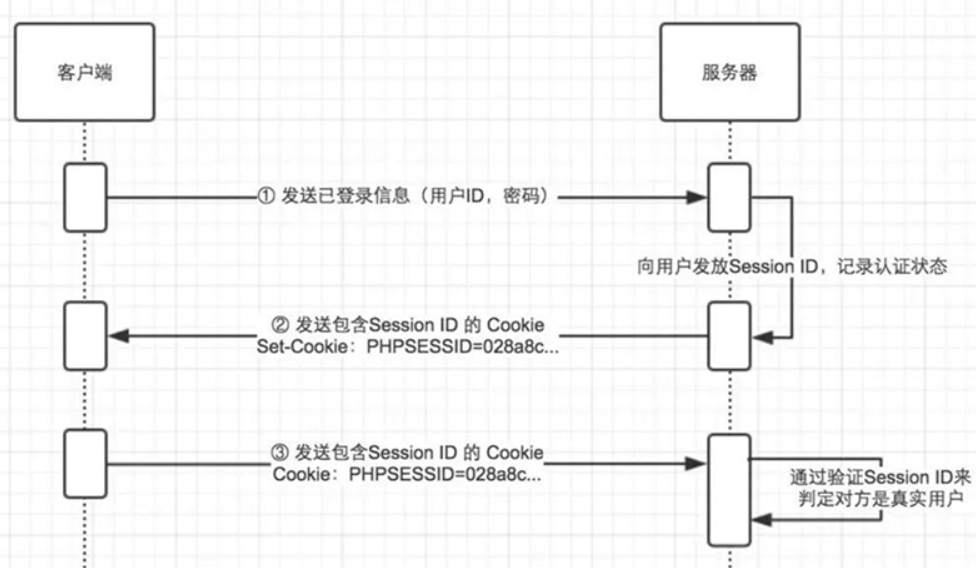 客户端
服务器
① 发送已登录信息（用户ID，密码）
向用户发放Session ID，记录认证状态
② 发送包含Session ID 的 Cookie
Set-Cookie：PHPSESSID=028a8c...
③ 发送包含Session ID 的 Cookie
Cookie：PHPSESSID=028a8c...
通过验证Session ID来
判定对方是真实用户